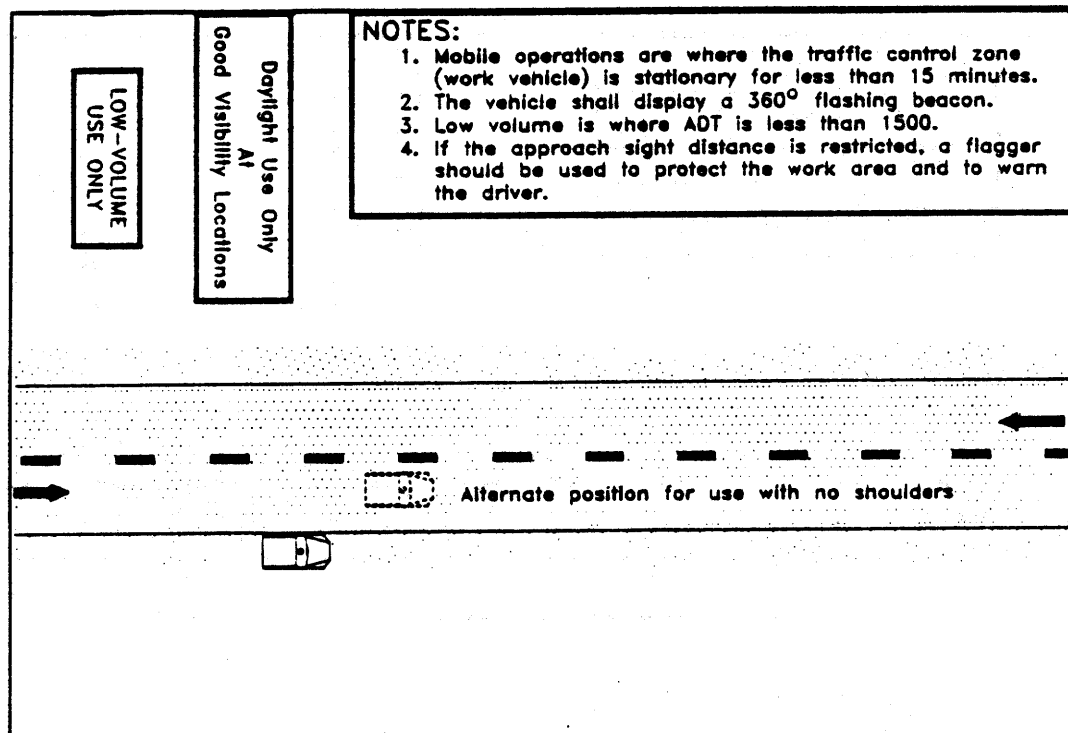 LOW-VOLUME
USE ONLY
Daylight Use Only
At
Good Visibility Locations
NOTES:
1. Mobile operations are where the traffic control zone
(work vehicle) is stationary for less than 15 minutes.
2. The vehicle shall display a 360° flashing beacon.
3. Low volume is where ADT is less than 1500.
4. If the approach sight distance is restricted, a flagger
should be used to protect the work area and to warn
the driver.
Alternate position for use with no shoulders